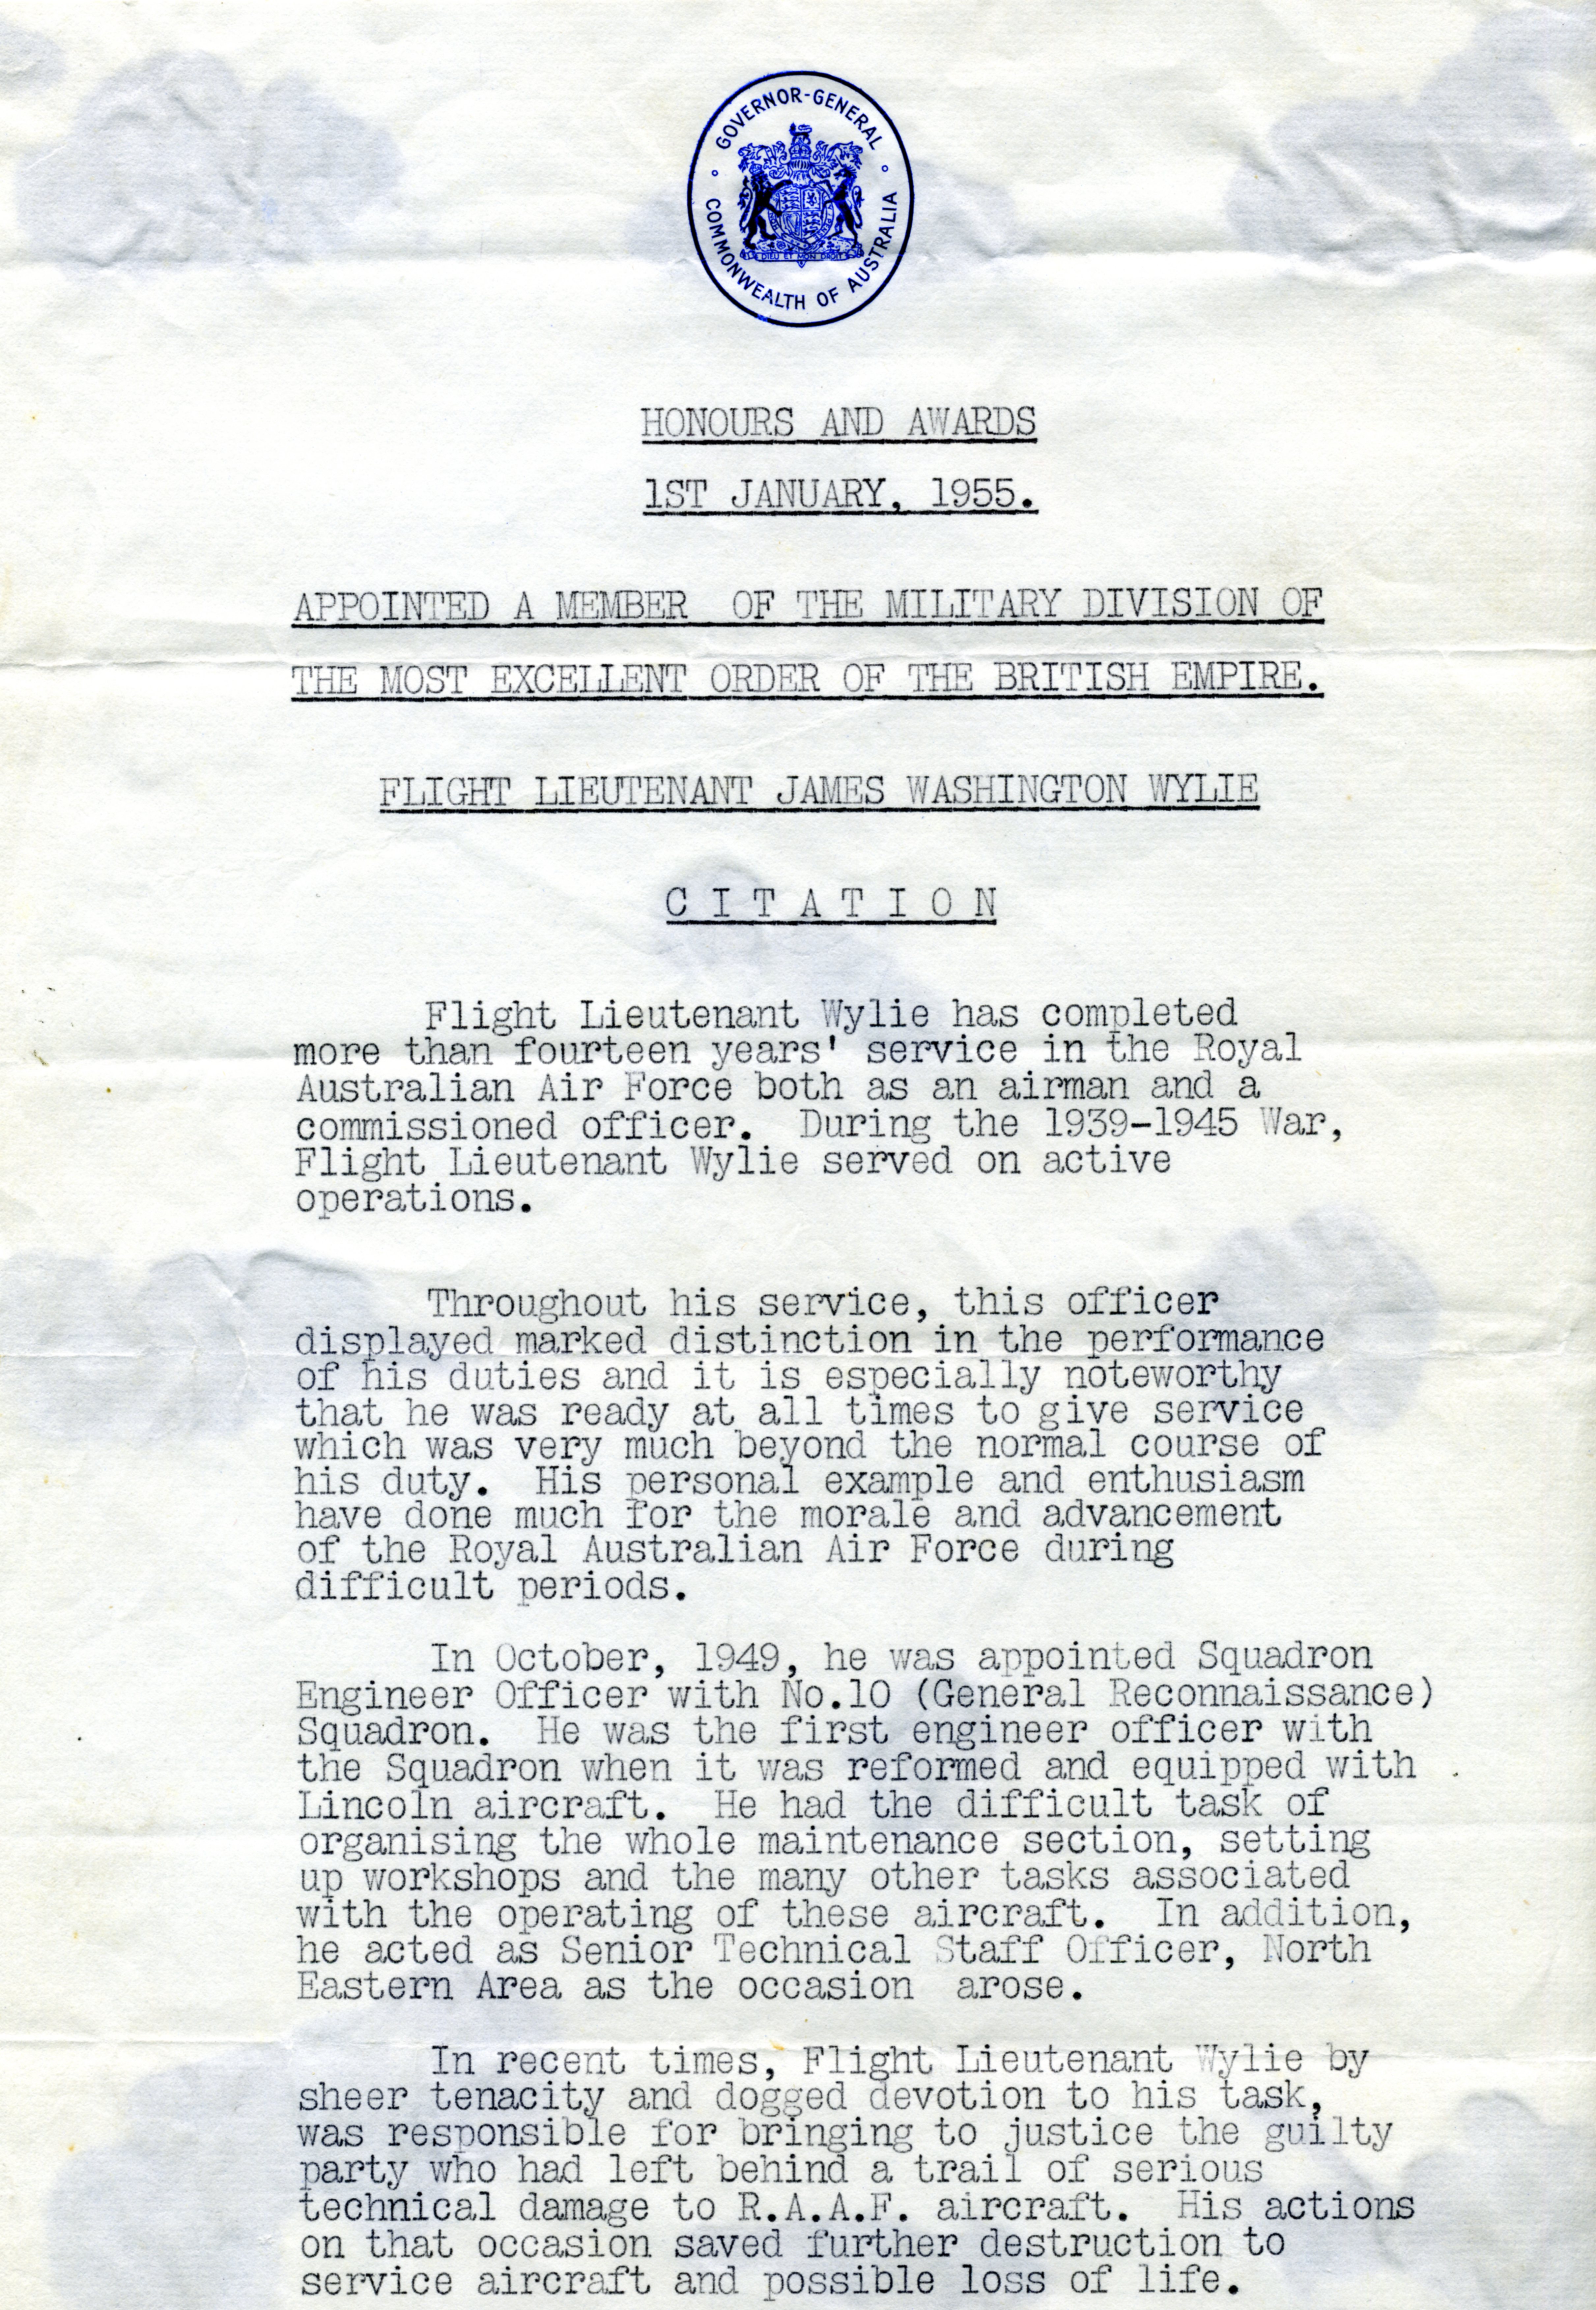 GOVERNOR-GENERAL
COMMONWEALTH OF AUSTRALIA
HONOURS AND AWARDS
1ST JANUARY, 1955.
APPOINTED A MEMBER OF THE MILITARY DIVISION OF
THE MOST EXCELLENT ORDER OF THE BRITISH EMPIRE.
FLIGHT LIEUTENANT JAMES WASHINGTON WYLIE
C I T A T I O N
Flight Lieutenant Wylie has completed
more than fourteen years' service in the Royal
Australian Air Force both as an airman and a
commissioned officer. During the 1939-1945 War,
Flight Lieutenant Wylie served on active
operations.
Throughout his service, this officer
displayed marked distinction in the performance
of his duties and it is especially noteworthy
that he was ready at all times to give service
which was very much beyond the normal course of
his duty. His personal example and enthusiasm
have done much for the morale and advancement
of the Royal Australian Air Force during
difficult periods.
In October, 1949, he was appointed Squadron
Engineer Officer with No.10 (General Reconnaissance)
Squadron. He was the first engineer officer with
the Squadron when it was reformed and equipped with
Lincoln aircraft. He had the difficult task of
organising the whole maintenance section, setting
up workshops and the many other tasks associated
with the operating of these aircraft. In addition,
he acted as Senior Technical Staff Officer, North
Eastern Area as the occasion arose.
In recent times, Flight Lieutenant Wylie by
sheer tenacity and dogged devotion to his task,
was responsible for bringing to justice the guilty
party who had left behind a trail of serious
technical damage to R.A.A.F. aircraft. His actions
on that occasion saved further destruction to
service aircraft and possible loss of life.